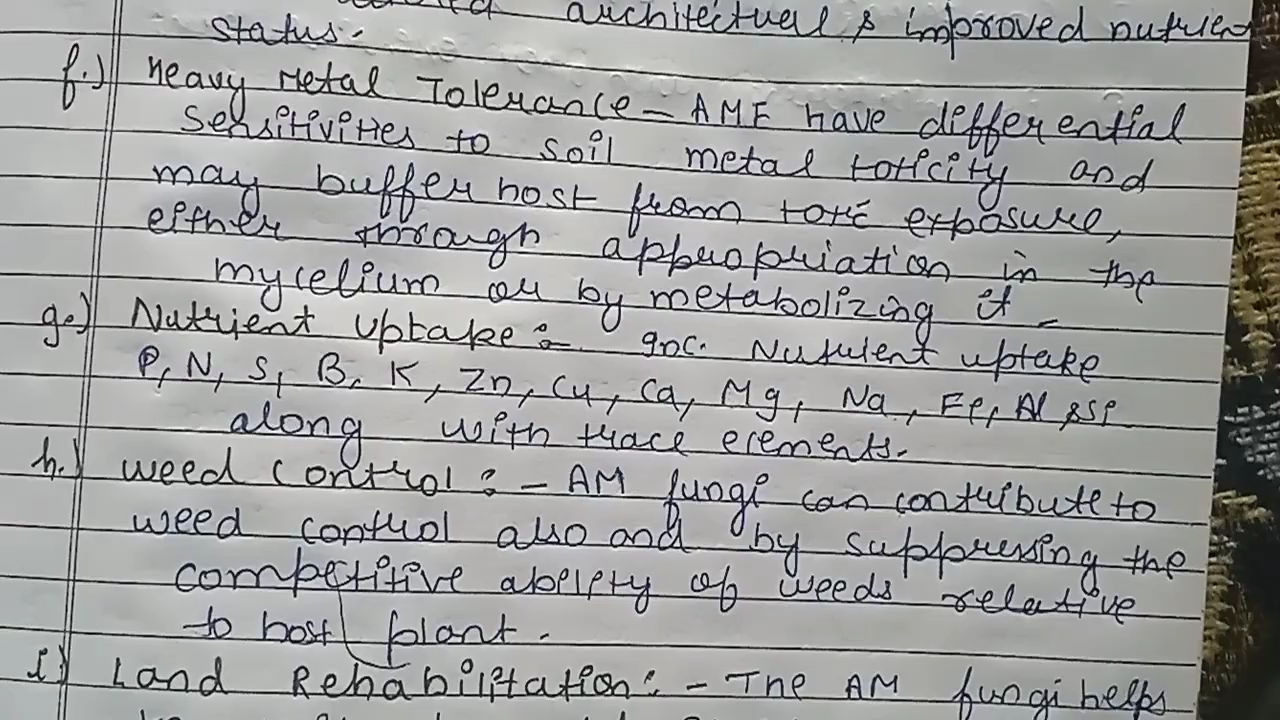 architectual & improved nutrient
status.
f.) Heavy Metal Tolerance - AMF have differential
Sensitivities to soil metal toxicity and
may buffer host from toxic exposure,
either through appropriation in the
mycelium or by metabolizing it -
g.) Nutrient Uptake :- Inc. Nutrient uptake
P, N, S, B, K, Zn, Cu, Ca, Mg, Na, Fe, Al & Si
along with trace elements.
h.) Weed Control :- AM fungi can contribute to
weed control also and by suppressing the
competitive ability of weeds relative
to host plant.
i) Land Rehabilitation :- The AM fungi helps